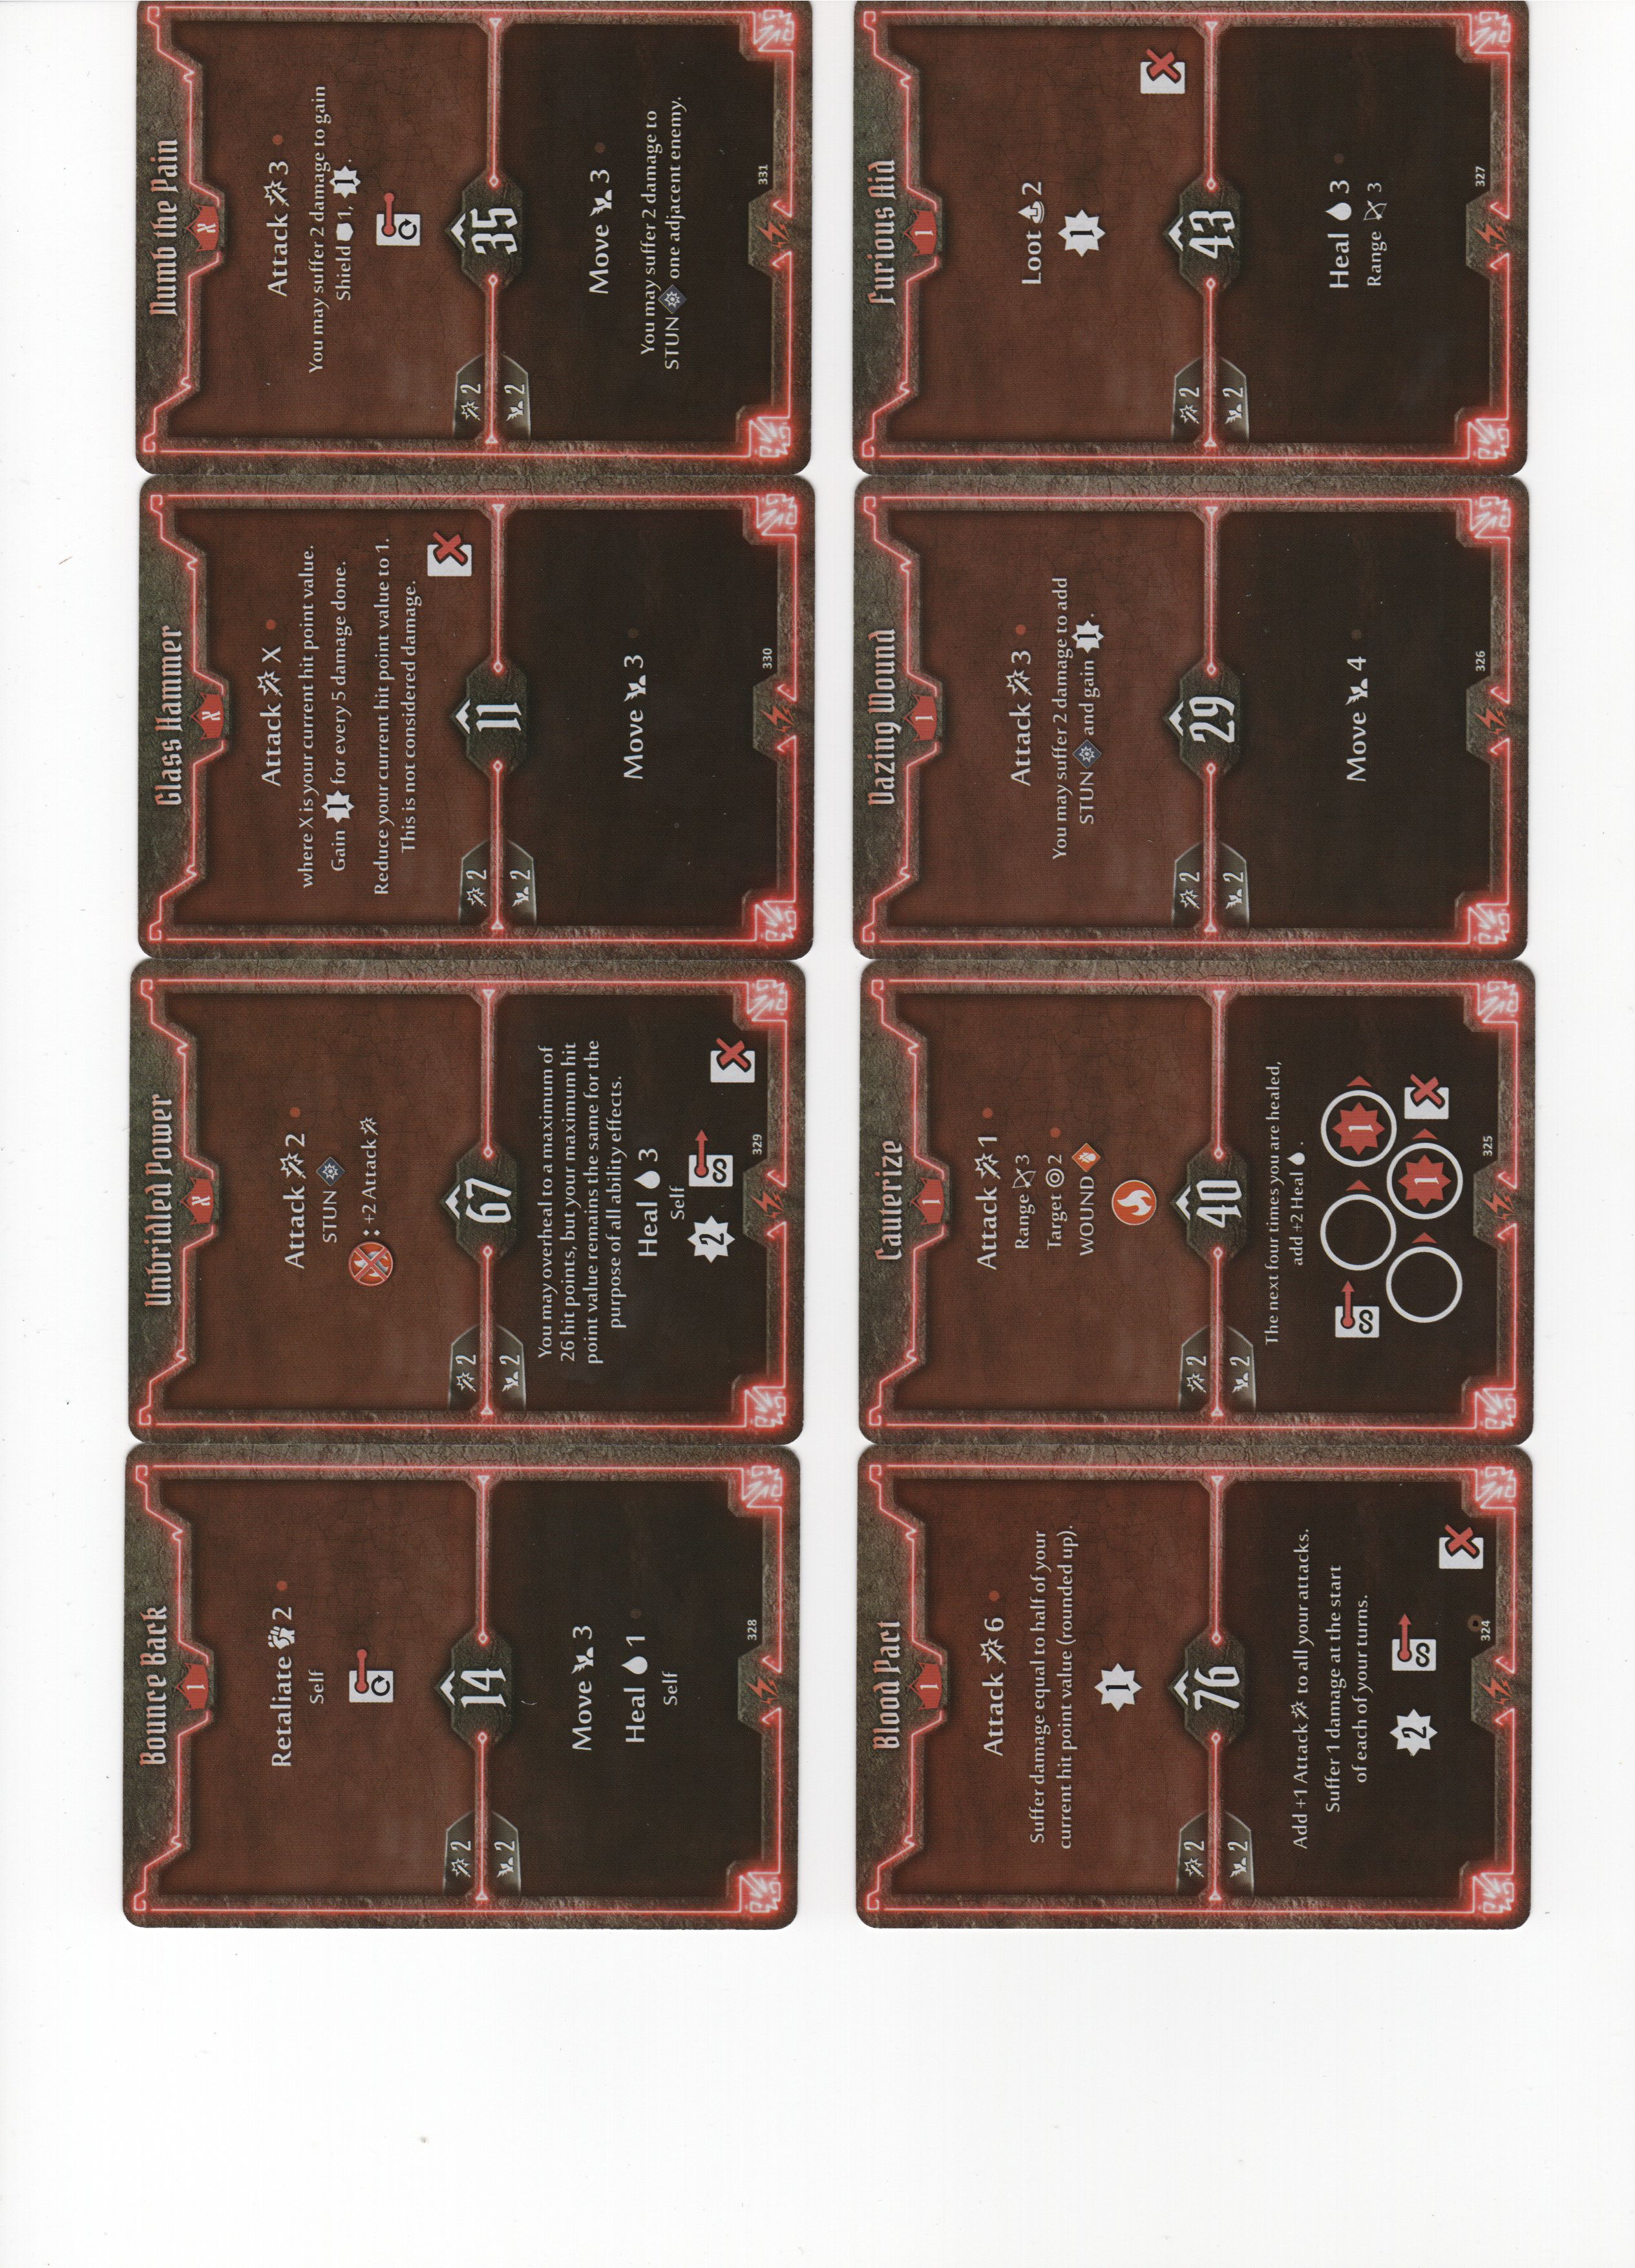 Bounce Back
1
Retaliate 2
Self
2
14
2
Move 3
Heal 1
Self
328
Unbridled Power
X
Attack 2
STUN
: +2 Attack
2
67
2
You may overheal to a maximum of
26 hit points, but your maximum hit
point value remains the same for the
purpose of all ability effects.
Heal 3
Self
2
329
Glass Hammer
X
Attack X
where X is your current hit point value.
Gain 1 for every 5 damage done.
Reduce your current hit point value to 1.
This is not considered damage.
2
11
2
Move 3
330
Numb the Pain
X
Attack 3
You may suffer 2 damage to gain
Shield 1, 1.
2
35
2
Move 3
You may suffer 2 damage to
STUN one adjacent enemy.
331
Blood Pact
1
Attack 6
Suffer damage equal to half of your
current hit point value (rounded up).
1
2
76
2
Add +1 Attack to all your attacks.
Suffer 1 damage at the start
of each of your turns.
2
324
Cauterize
1
Attack 1
Range 3
Target 2
WOUND
2
40
2
The next four times you are healed,
add +2 Heal .
1
1
325
Dazing Wound
1
Attack 3
You may suffer 2 damage to add
STUN and gain 1.
2
29
2
Move 4
326
Furious Aid
1
Loot 2
1
2
43
2
Heal 3
Range 3
327